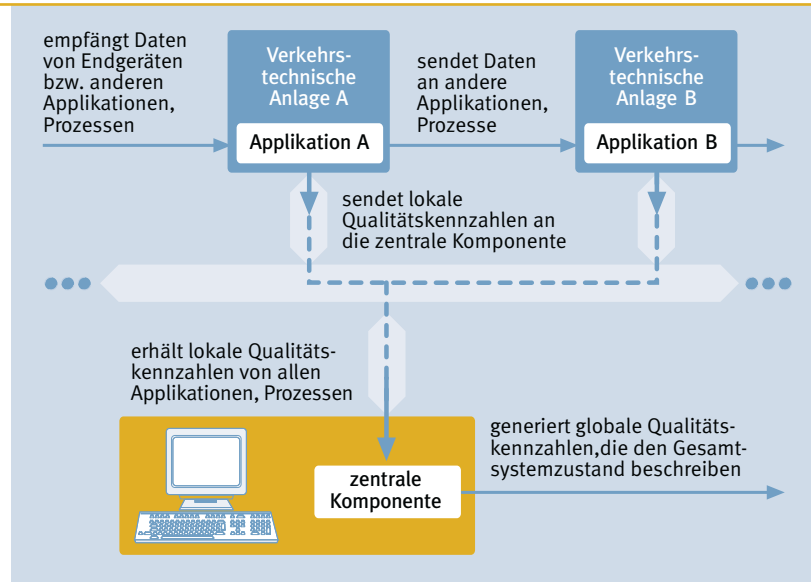 empfängt Daten
von Endgeräten
bzw. anderen
Applikationen,
Prozessen
Verkehrs-
technische
Anlage A
Applikation A
sendet Daten
an andere
Applikationen,
Prozesse
Verkehrs-
technische
Anlage B
Applikation B
sendet lokale
Qualitätskennzahlen an
die zentrale Komponente
erhält lokale Qualitäts-
kennzahlen von allen
Applikationen, Prozessen
zentrale
Komponente
generiert globale Qualitäts-
kennzahlen,die den Gesamt-
systemzustand beschreiben